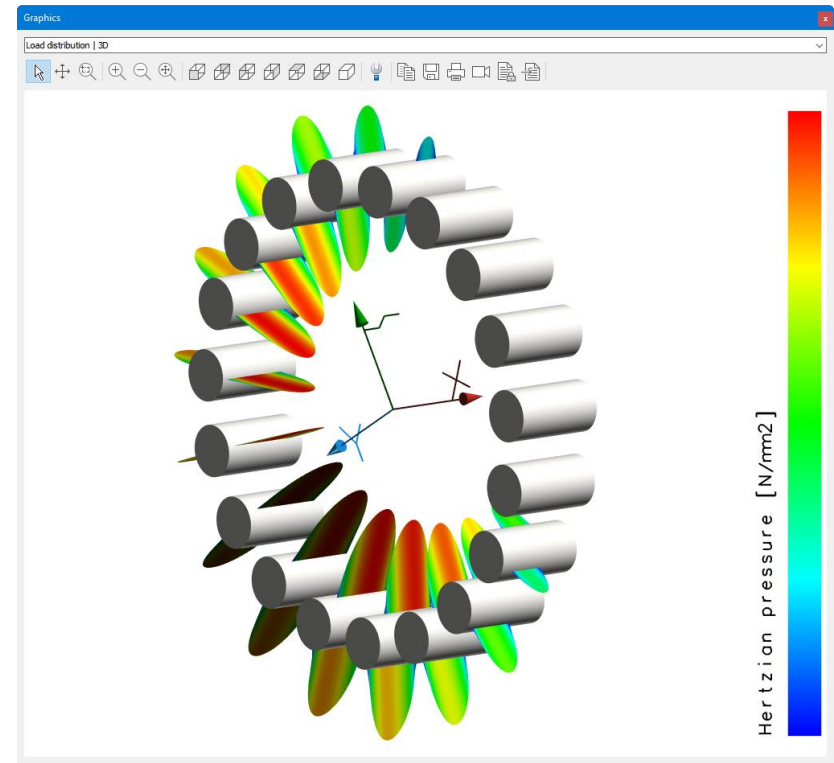 Graphics
x
Load distribution | 3D
Y
X
Y
Hertzian pressure [N/mm2]